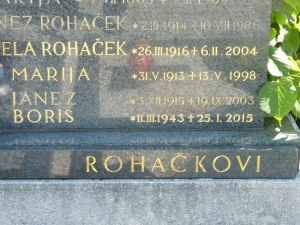 NEZ ROHAČEK *2.III.1914 + 10.VIII.1986
ELA ROHAČEK *26.III.1916 + 6.II.2004
MARIJA *31.V.1913 + 13.V.1998
JANEZ *3.XII.1915 + 19.IX.2003
BORIS *11.III.1943 + 25.I.2015
ROHAČKOVI